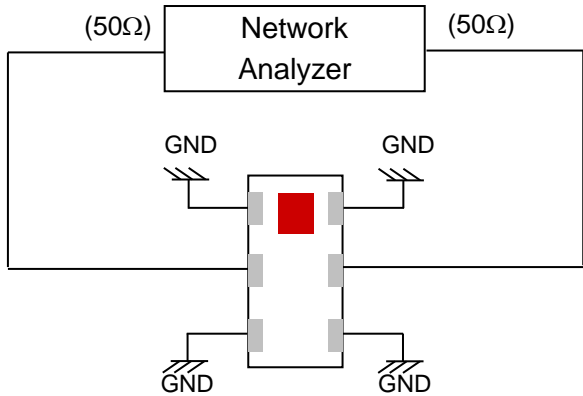 (50Ω)
Network
Analyzer
(50Ω)
GND
GND
GND
GND